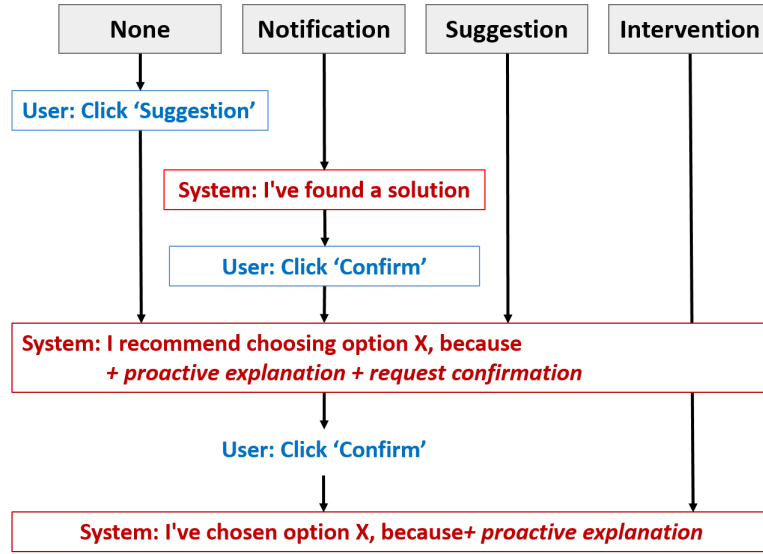 None
Notification
Suggestion
Intervention
User: Click ‘Suggestion’
System: I've found a solution
User: Click ‘Confirm’
System: I recommend choosing option X, because
+ proactive explanation + request confirmation
User: Click ‘Confirm’
System: I've chosen option X, because+ proactive explanation